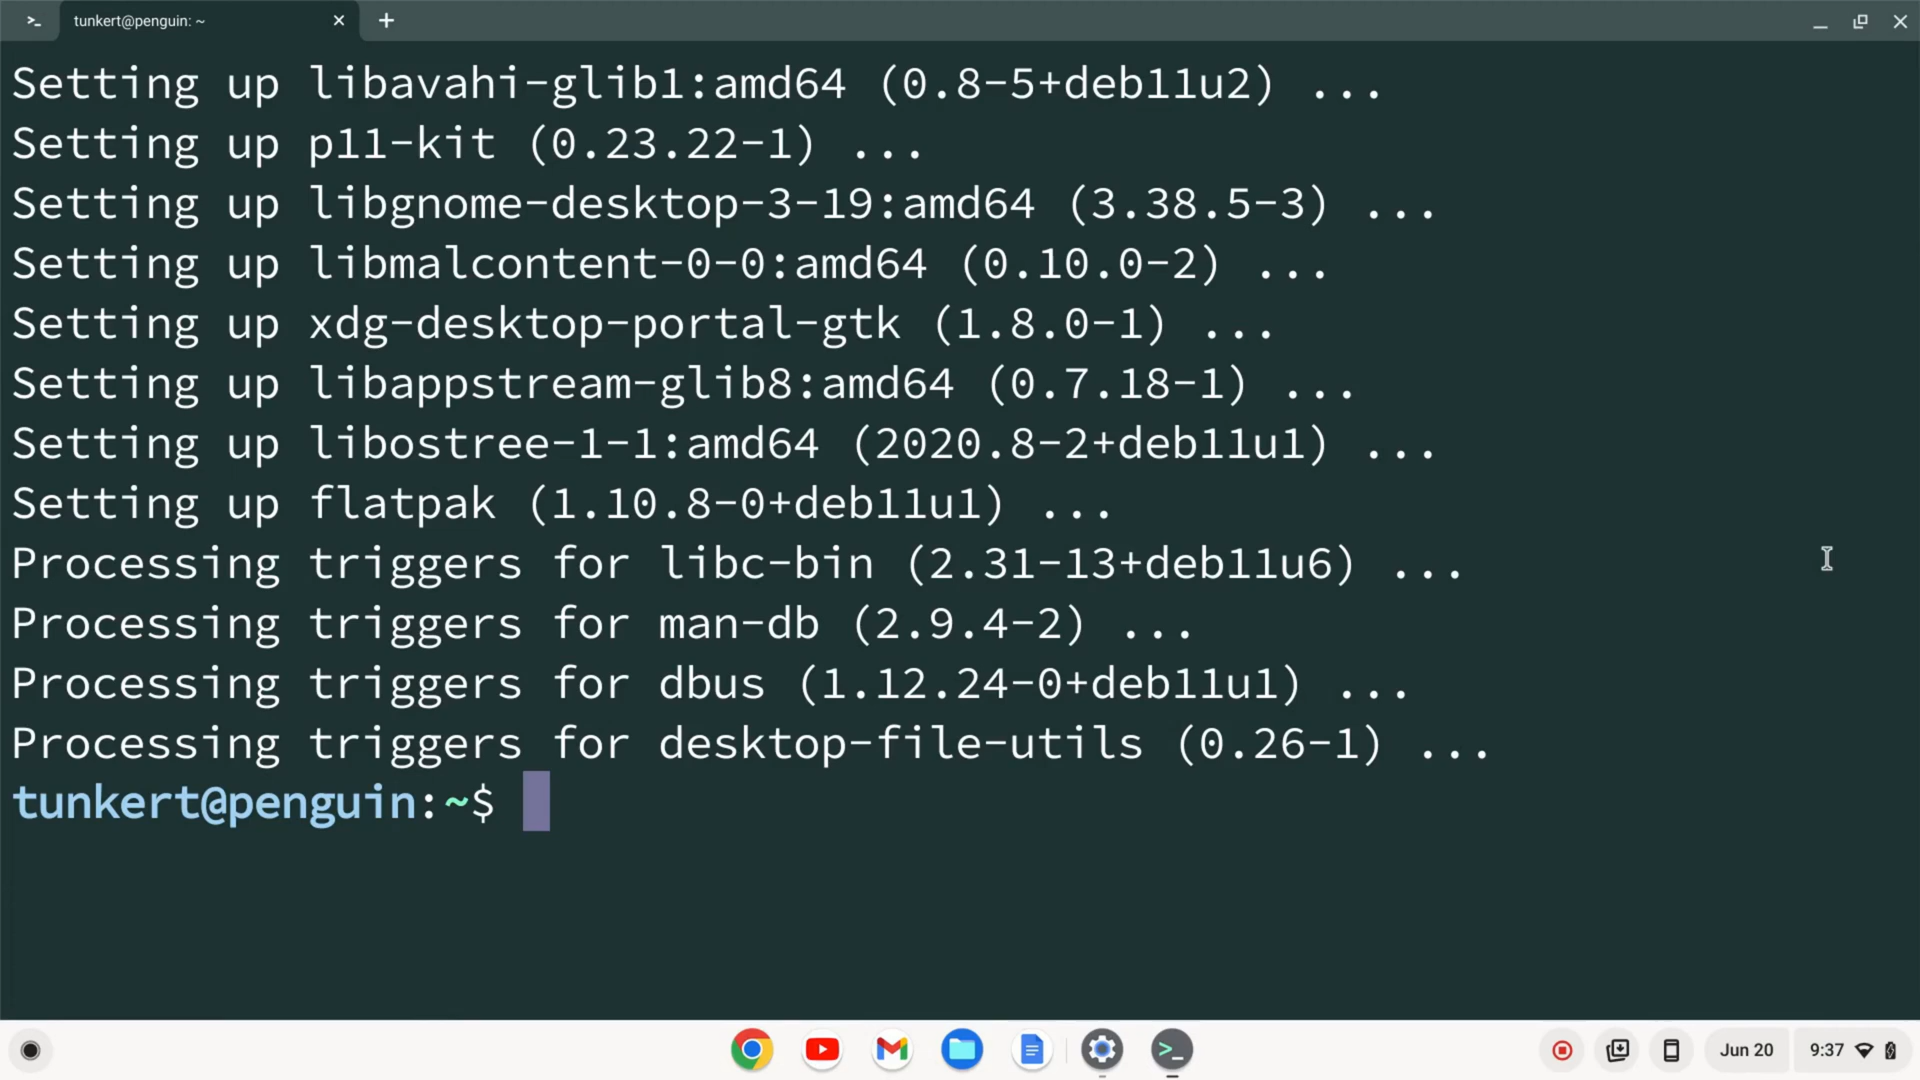 tunkert@penguin: ~
Setting up libavahi-glib1:amd64 (0.8-5+deb11u2) ...
Setting up p11-kit (0.23.22-1) ...
Setting up libgnome-desktop-3-19:amd64 (3.38.5-3) ...
Setting up libmalcontent-0-0:amd64 (0.10.0-2) ...
Setting up xdg-desktop-portal-gtk (1.8.0-1) ...
Setting up libappstream-glib8:amd64 (0.7.18-1) ...
Setting up libostree-1-1:amd64 (2020.8-2+deb11u1) ...
Setting up flatpak (1.10.8-0+deb11u1) ...
Processing triggers for libc-bin (2.31-13+deb11u6) ...
Processing triggers for man-db (2.9.4-2) ...
Processing triggers for dbus (1.12.24-0+deb11u1) ...
Processing triggers for desktop-file-utils (0.26-1) ...
tunkert@penguin:~$
Jun 20 9:37